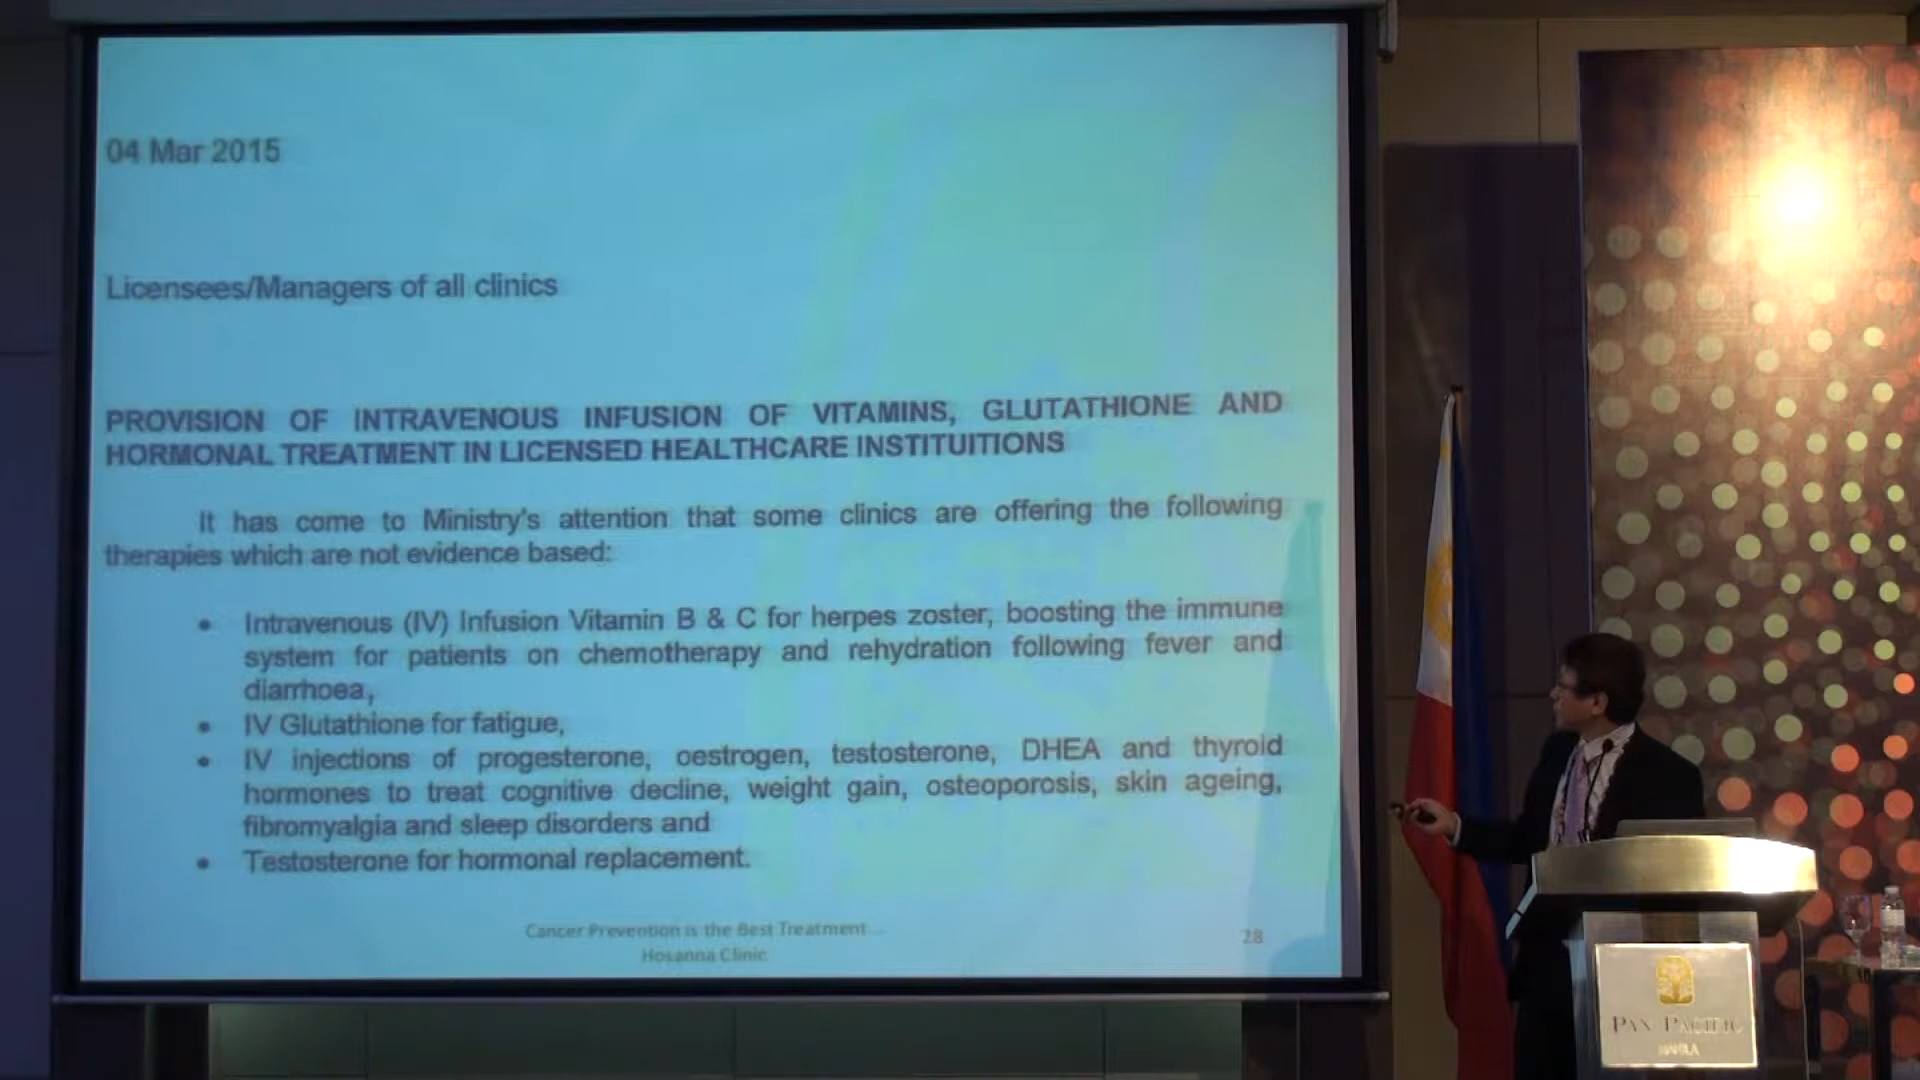 04 Mar 2015
Licensees/Managers of all clinics
PROVISION OF INTRAVENOUS INFUSION OF VITAMINS, GLUTATHIONE AND
HORMONAL TREATMENT IN LICENSED HEALTHCARE INSTITUITIONS
It has come to Ministry's attention that some clinics are offering the following
therapies which are not evidence based:
• Intravenous (IV) Infusion Vitamin B & C for herpes zoster, boosting the immune
system for patients on chemotherapy and rehydration following fever and
diarrhoea,
• IV Glutathione for fatigue,
• IV injections of progesterone, oestrogen, testosterone, DHEA and thyroid
hormones to treat cognitive decline, weight gain, osteoporosis, skin ageing,
fibromyalgia and sleep disorders and
• Testosterone for hormonal replacement.
Cancer Prevention is the Best Treatment ...
Hosanna Clinic
28
PAN PACIFIC
MANILA